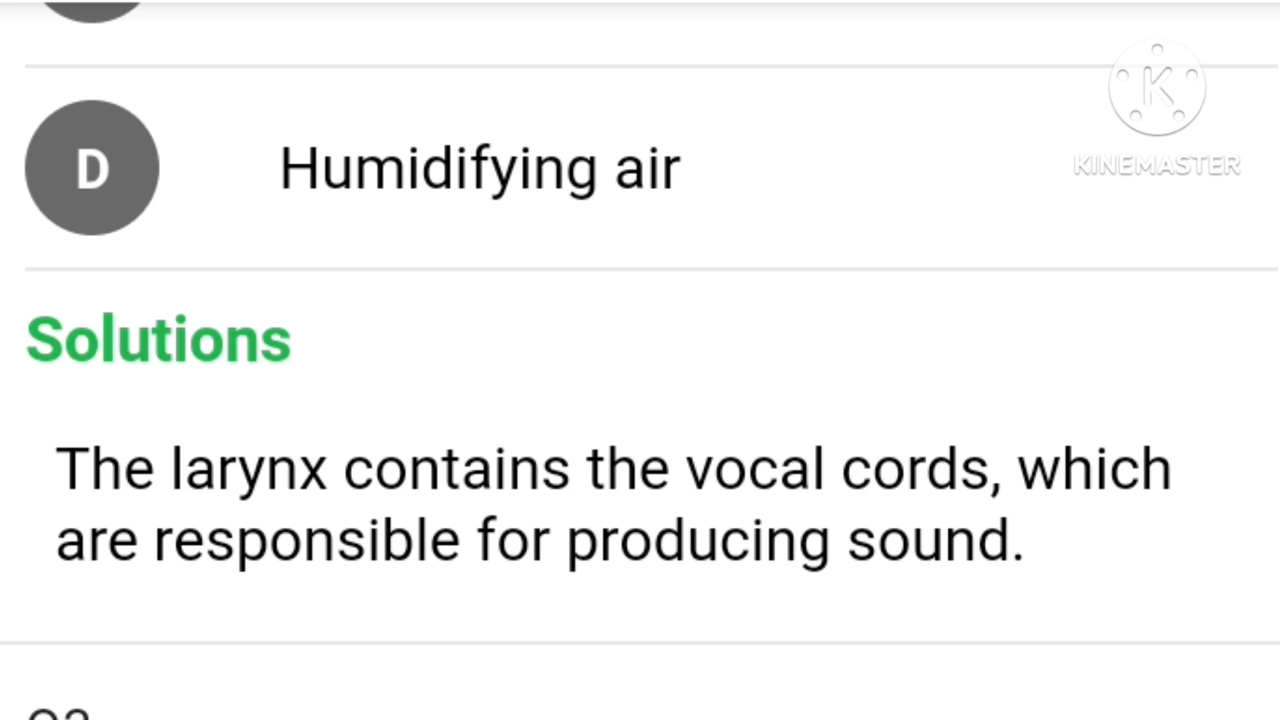 D
Humidifying air
K
KINEMASTER
Solutions
The larynx contains the vocal cords, which
are responsible for producing sound.